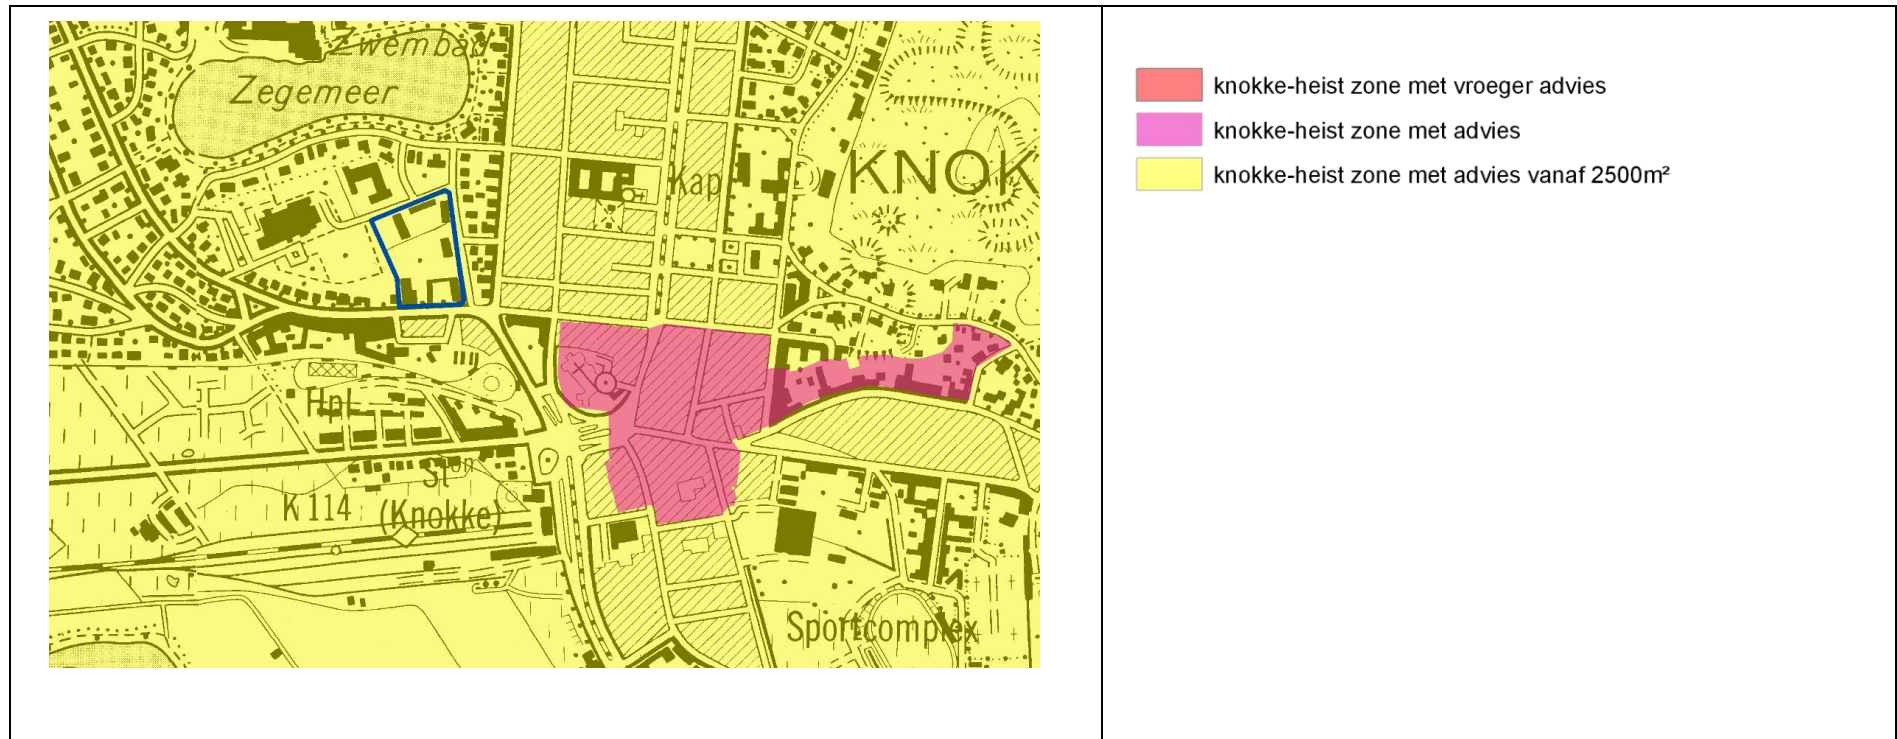 Zwembad
Zegemeer
Kap
KNOK
Hpl
St on
K 114
(Knokke)
Sportcomplex
knokke-heist zone met vroeger advies
knokke-heist zone met advies
knokke-heist zone met advies vanaf 2500m²